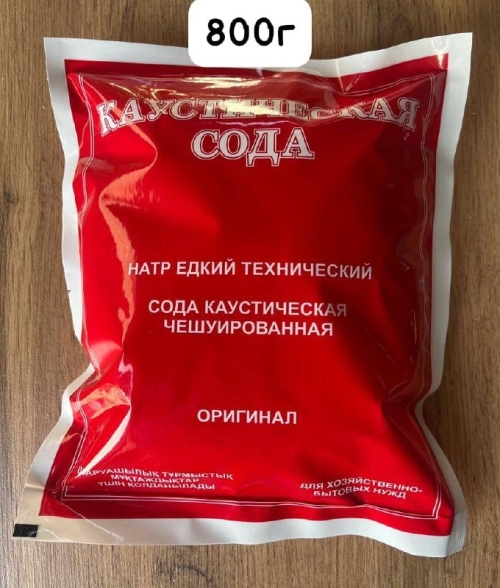 800г
КАУСТИЧЕСКАЯ
СОДА
НАТР ЕДКИЙ ТЕХНИЧЕСКИЙ
СОДА КАУСТИЧЕСКАЯ
ЧЕШУИРОВАННАЯ
ОРИГИНАЛ
ШАРУАШЫЛЫҚ ТҰРМЫСТЫҚ
МҰҚТАЖДЫҚТАР
ҮШІН ҚОЛДАНЫЛАДЫ
ДЛЯ ХОЗЯЙСТВЕННО-
БЫТОВЫХ НУЖД